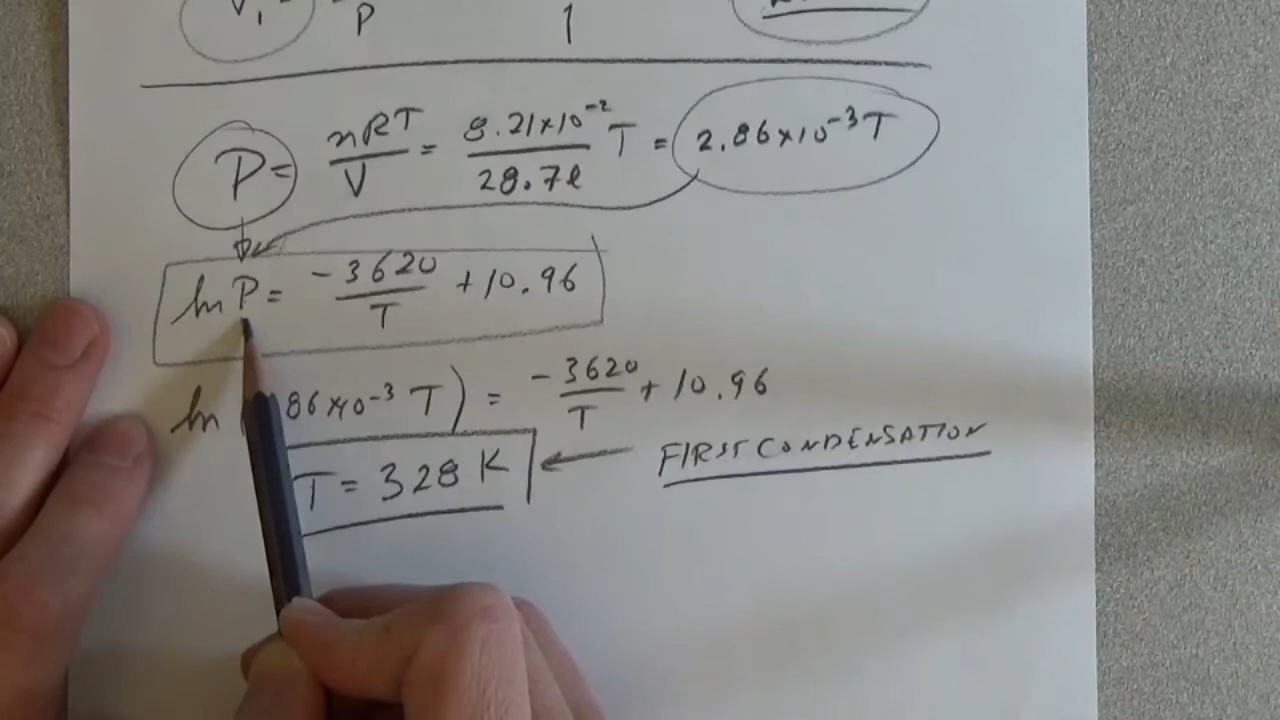 P 1
P = nRT/V = 8.21×10⁻²/28.7ℓ T = 2.86×10⁻³T
ln P = -3620/T + 10.96
ln 86×10⁻³ T) = -3620/T + 10.96
T = 328 K ← FIRST CONDENSATION